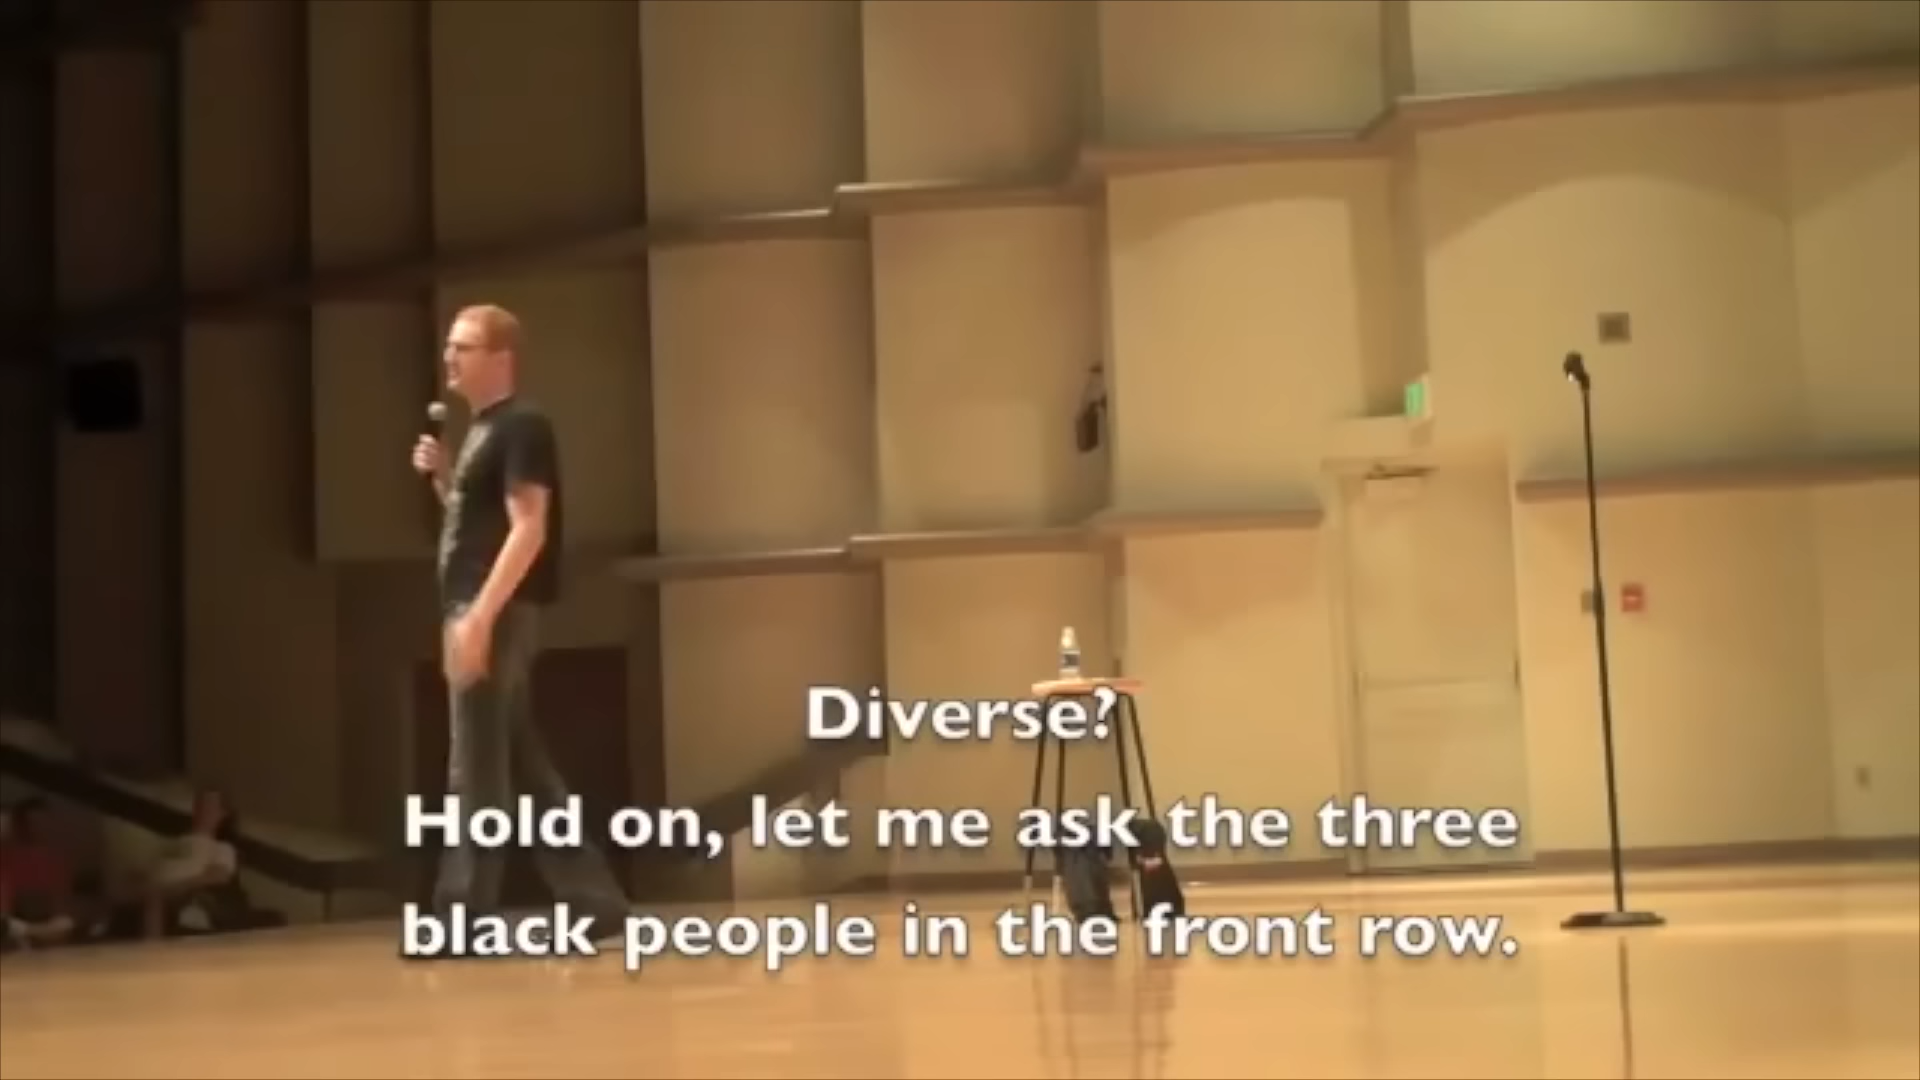 Diverse?
Hold on, let me ask the three
black people in the front row.